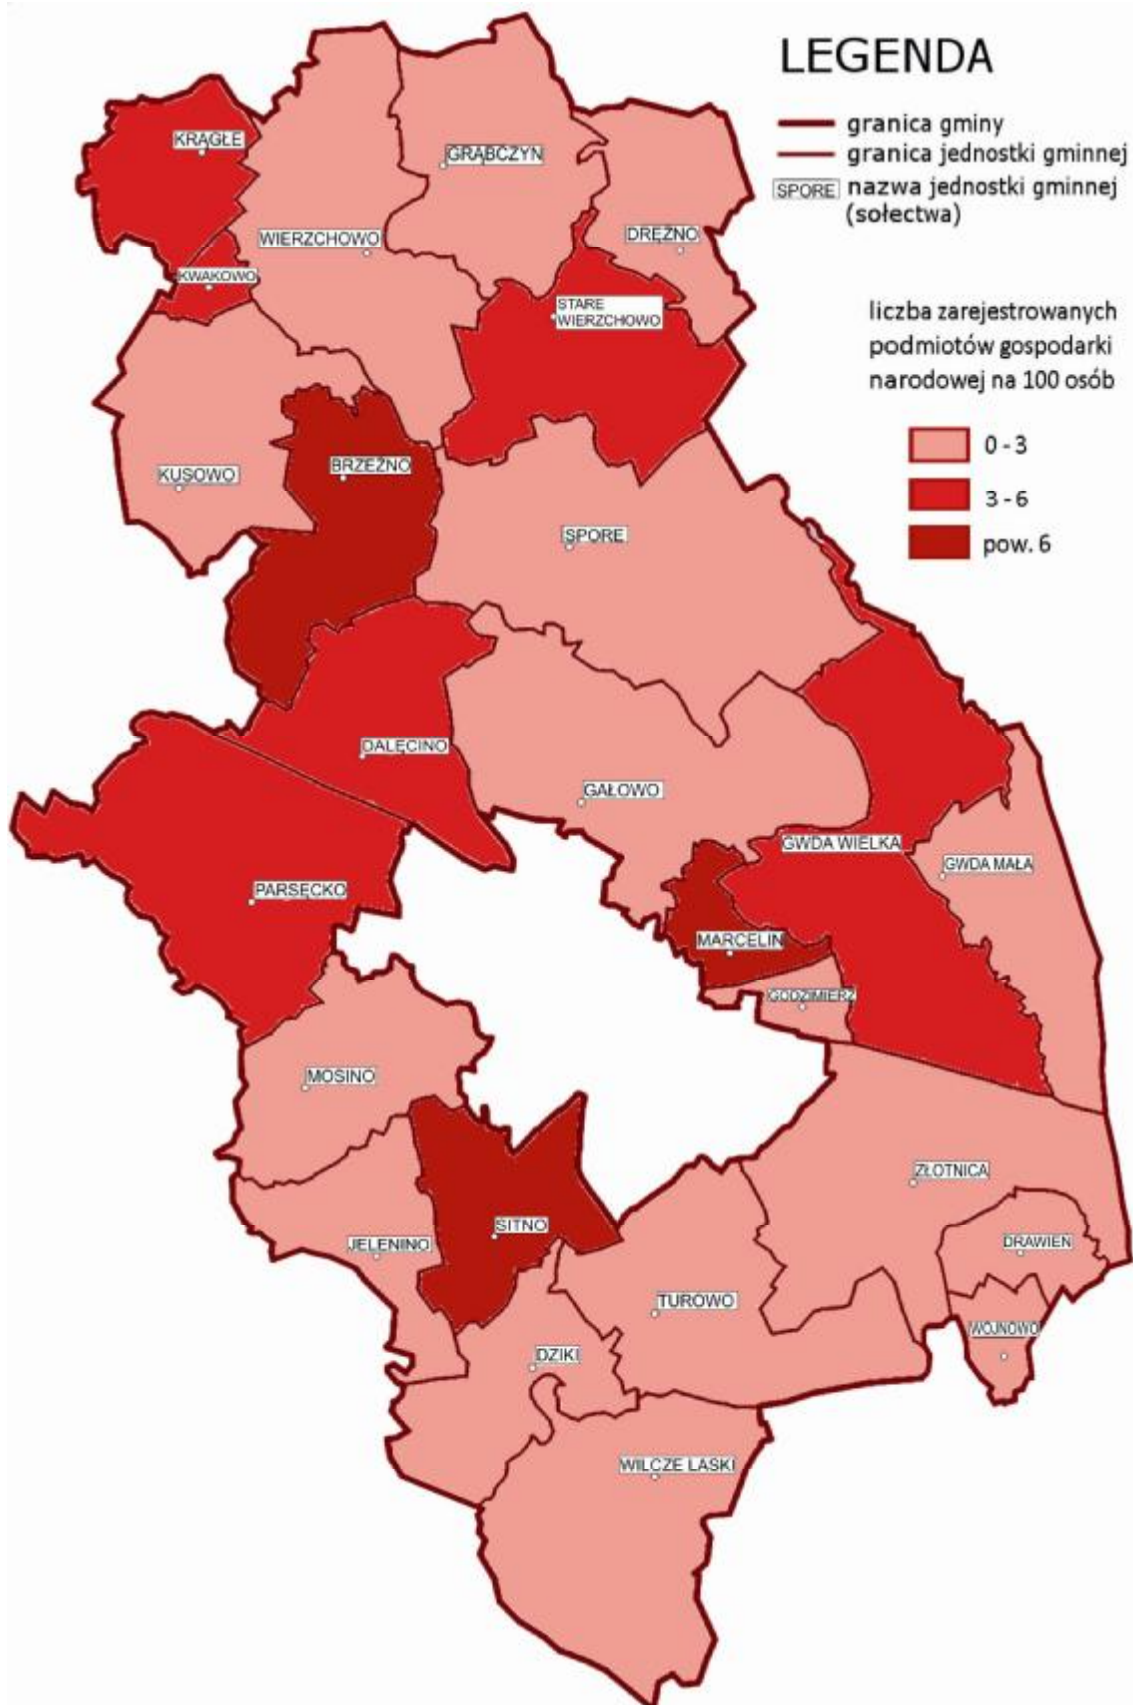 LEGENDA
granica gminy
granica jednostki gminnej
SPORE
nazwa jednostki gminnej
(sołectwa)
liczba zarejestrowanych
podmiotów gospodarki
narodowej na 100 osób
0 - 3
3 - 6
pow. 6
KRĄGŁE
GRĄBCZYN
WIERZCHOWO
DRĘŻNO
KWAKOWO
STARE
WIERZCHOWO
BRZEŹNO
KUSOWO
SPORE
DALĘCINO
GAŁOWO
GWDA WIELKA
GWDA MAŁA
PARSĘCKO
MARCELIN
GODZIMIERZ
MOSINO
ZŁOTNICA
SITNO
JELENINO
DRAWIEN
TUROWO
WOJNOWO
DZIKI
WILCZE LASKI